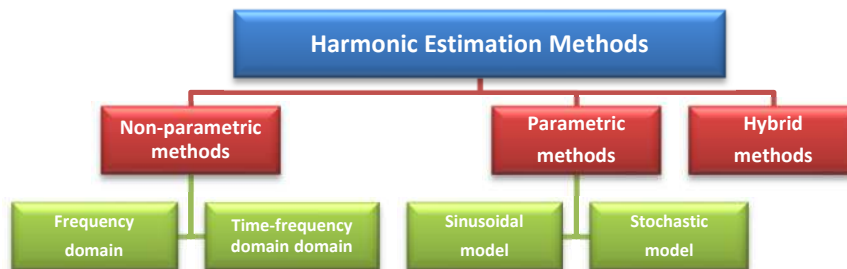 Harmonic Estimation Methods
Non-parametric
methods
Parametric
methods
Hybrid
methods
Frequency
domain
Time-frequency
domain domain
Sinusoidal
model
Stochastic
model